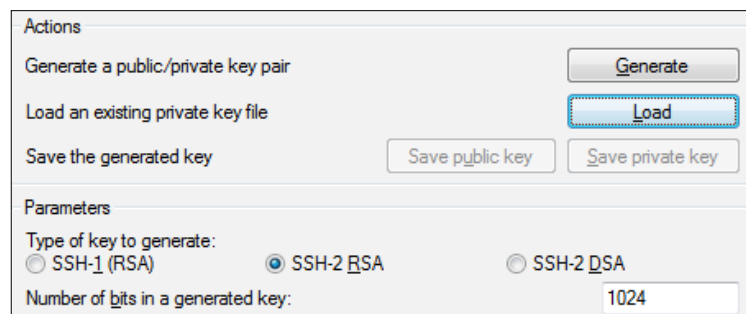 Actions
Generate a public/private key pair Generate
Load an existing private key file Load
Save the generated key Save public key Save private key
Parameters
Type of key to generate:
SSH-1 (RSA) SSH-2 RSA SSH-2 DSA
Number of bits in a generated key: 1024